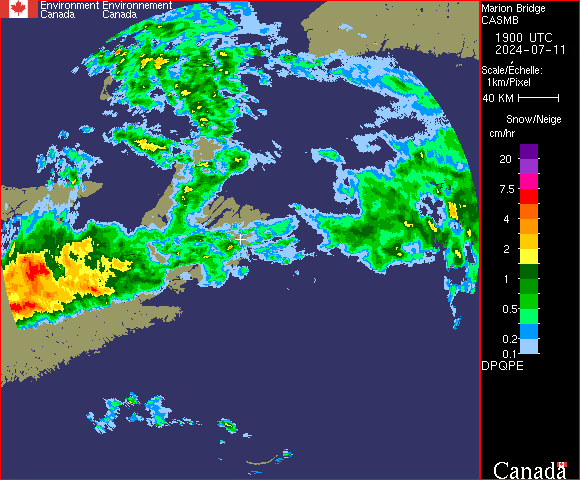 Environment Environnement
Canada Canada
Marion Bridge
CASMB
1900 UTC
2024-07-11
Scale/Échelle:
1km/Pixel
40 KM
Snow/Neige
cm/hr
20
7.5
4
2
1
0.5
0.2
0.1
DPQPE
Canada